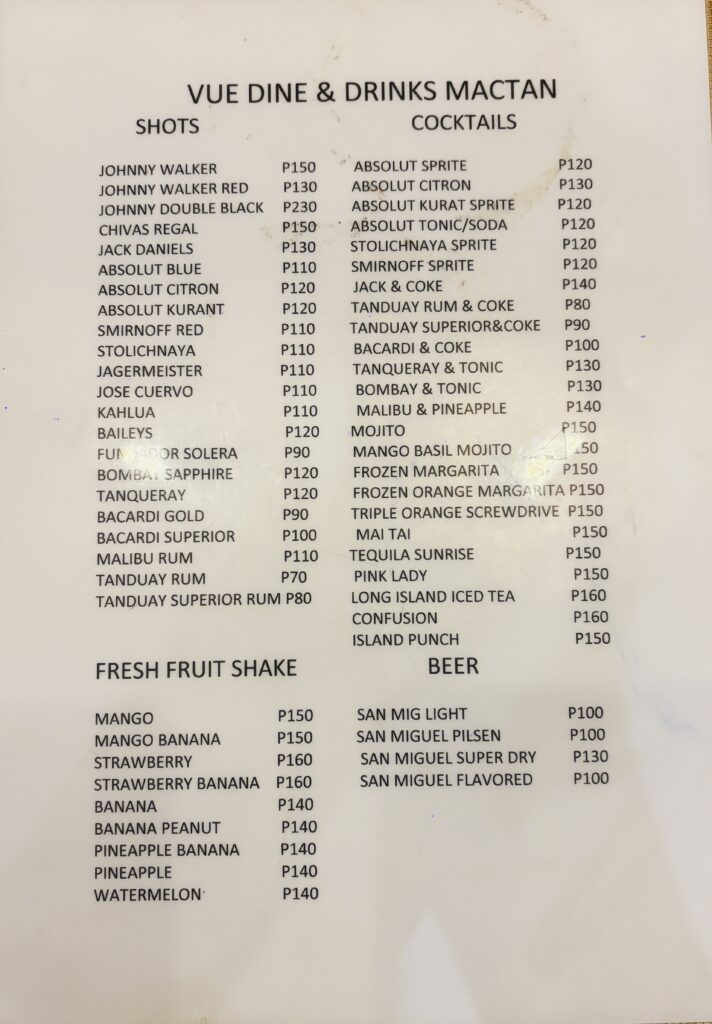 VUE DINE & DRINKS MACTAN
SHOTS
JOHNNY WALKER P150
JOHNNY WALKER RED P130
JOHNNY DOUBLE BLACK P230
CHIVAS REGAL P150
JACK DANIELS P130
ABSOLUT BLUE P110
ABSOLUT CITRON P120
ABSOLUT KURANT P120
SMIRNOFF RED P110
STOLICHNAYA P110
JAGERMEISTER P110
JOSE CUERVO P110
KAHLUA P110
BAILEYS P120
SOLERA P90
BOMBAY SAPPHIRE P120
TANQUERAY P120
BACARDI GOLD P90
BACARDI SUPERIOR P100
MALIBU RUM P110
TANDUAY RUM P70
TANDUAY SUPERIOR RUM P80
COCKTAILS
ABSOLUT SPRITE P120
ABSOLUT CITRON P130
ABSOLUT KURAT SPRITE P120
ABSOLUT TONIC/SODA P120
STOLICHNAYA SPRITE P120
SMIRNOFF SPRITE P120
JACK & COKE P140
TANDUAY RUM & COKE P80
TANDUAY SUPERIOR&COKE P90
BACARDI & COKE P100
TANQUERAY & TONIC P130
BOMBAY & TONIC P130
MALIBU & PINEAPPLE P140
MOJITO P150
MANGO BASIL MOJITO
FROZEN MARGARITA P150
FROZEN ORANGE MARGARITA P150
TRIPLE ORANGE SCREWDRIVE P150
MAI TAI P150
TEQUILA SUNRISE P150
PINK LADY P150
LONG ISLAND ICED TEA P160
CONFUSION P160
ISLAND PUNCH P150
FRESH FRUIT SHAKE
MANGO P150
MANGO BANANA P150
STRAWBERRY P160
STRAWBERRY BANANA P160
BANANA P140
BANANA PEANUT P140
PINEAPPLE BANANA P140
PINEAPPLE P140
WATERMELON P140
BEER
SAN MIG LIGHT P100
SAN MIGUEL PILSEN P100
SAN MIGUEL SUPER DRY P130
SAN MIGUEL FLAVORED P100